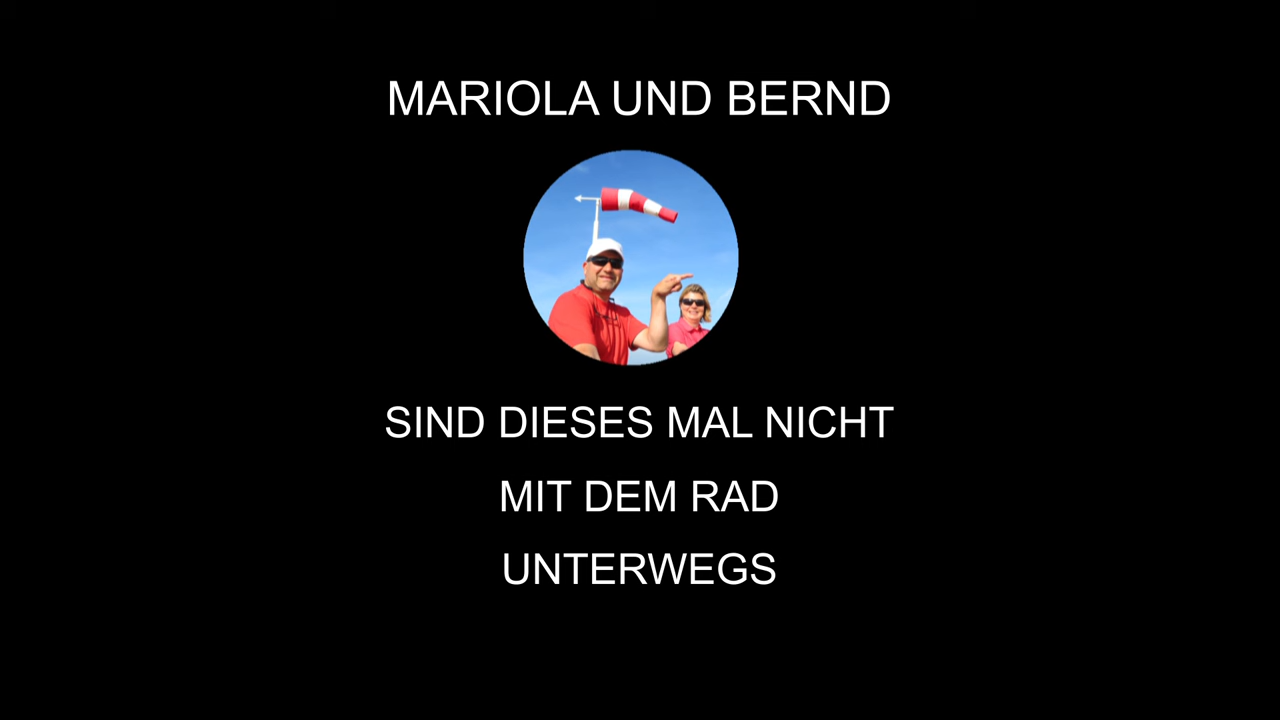 MARIOLA UND BERND
SIND DIESES MAL NICHT
MIT DEM RAD
UNTERWEGS